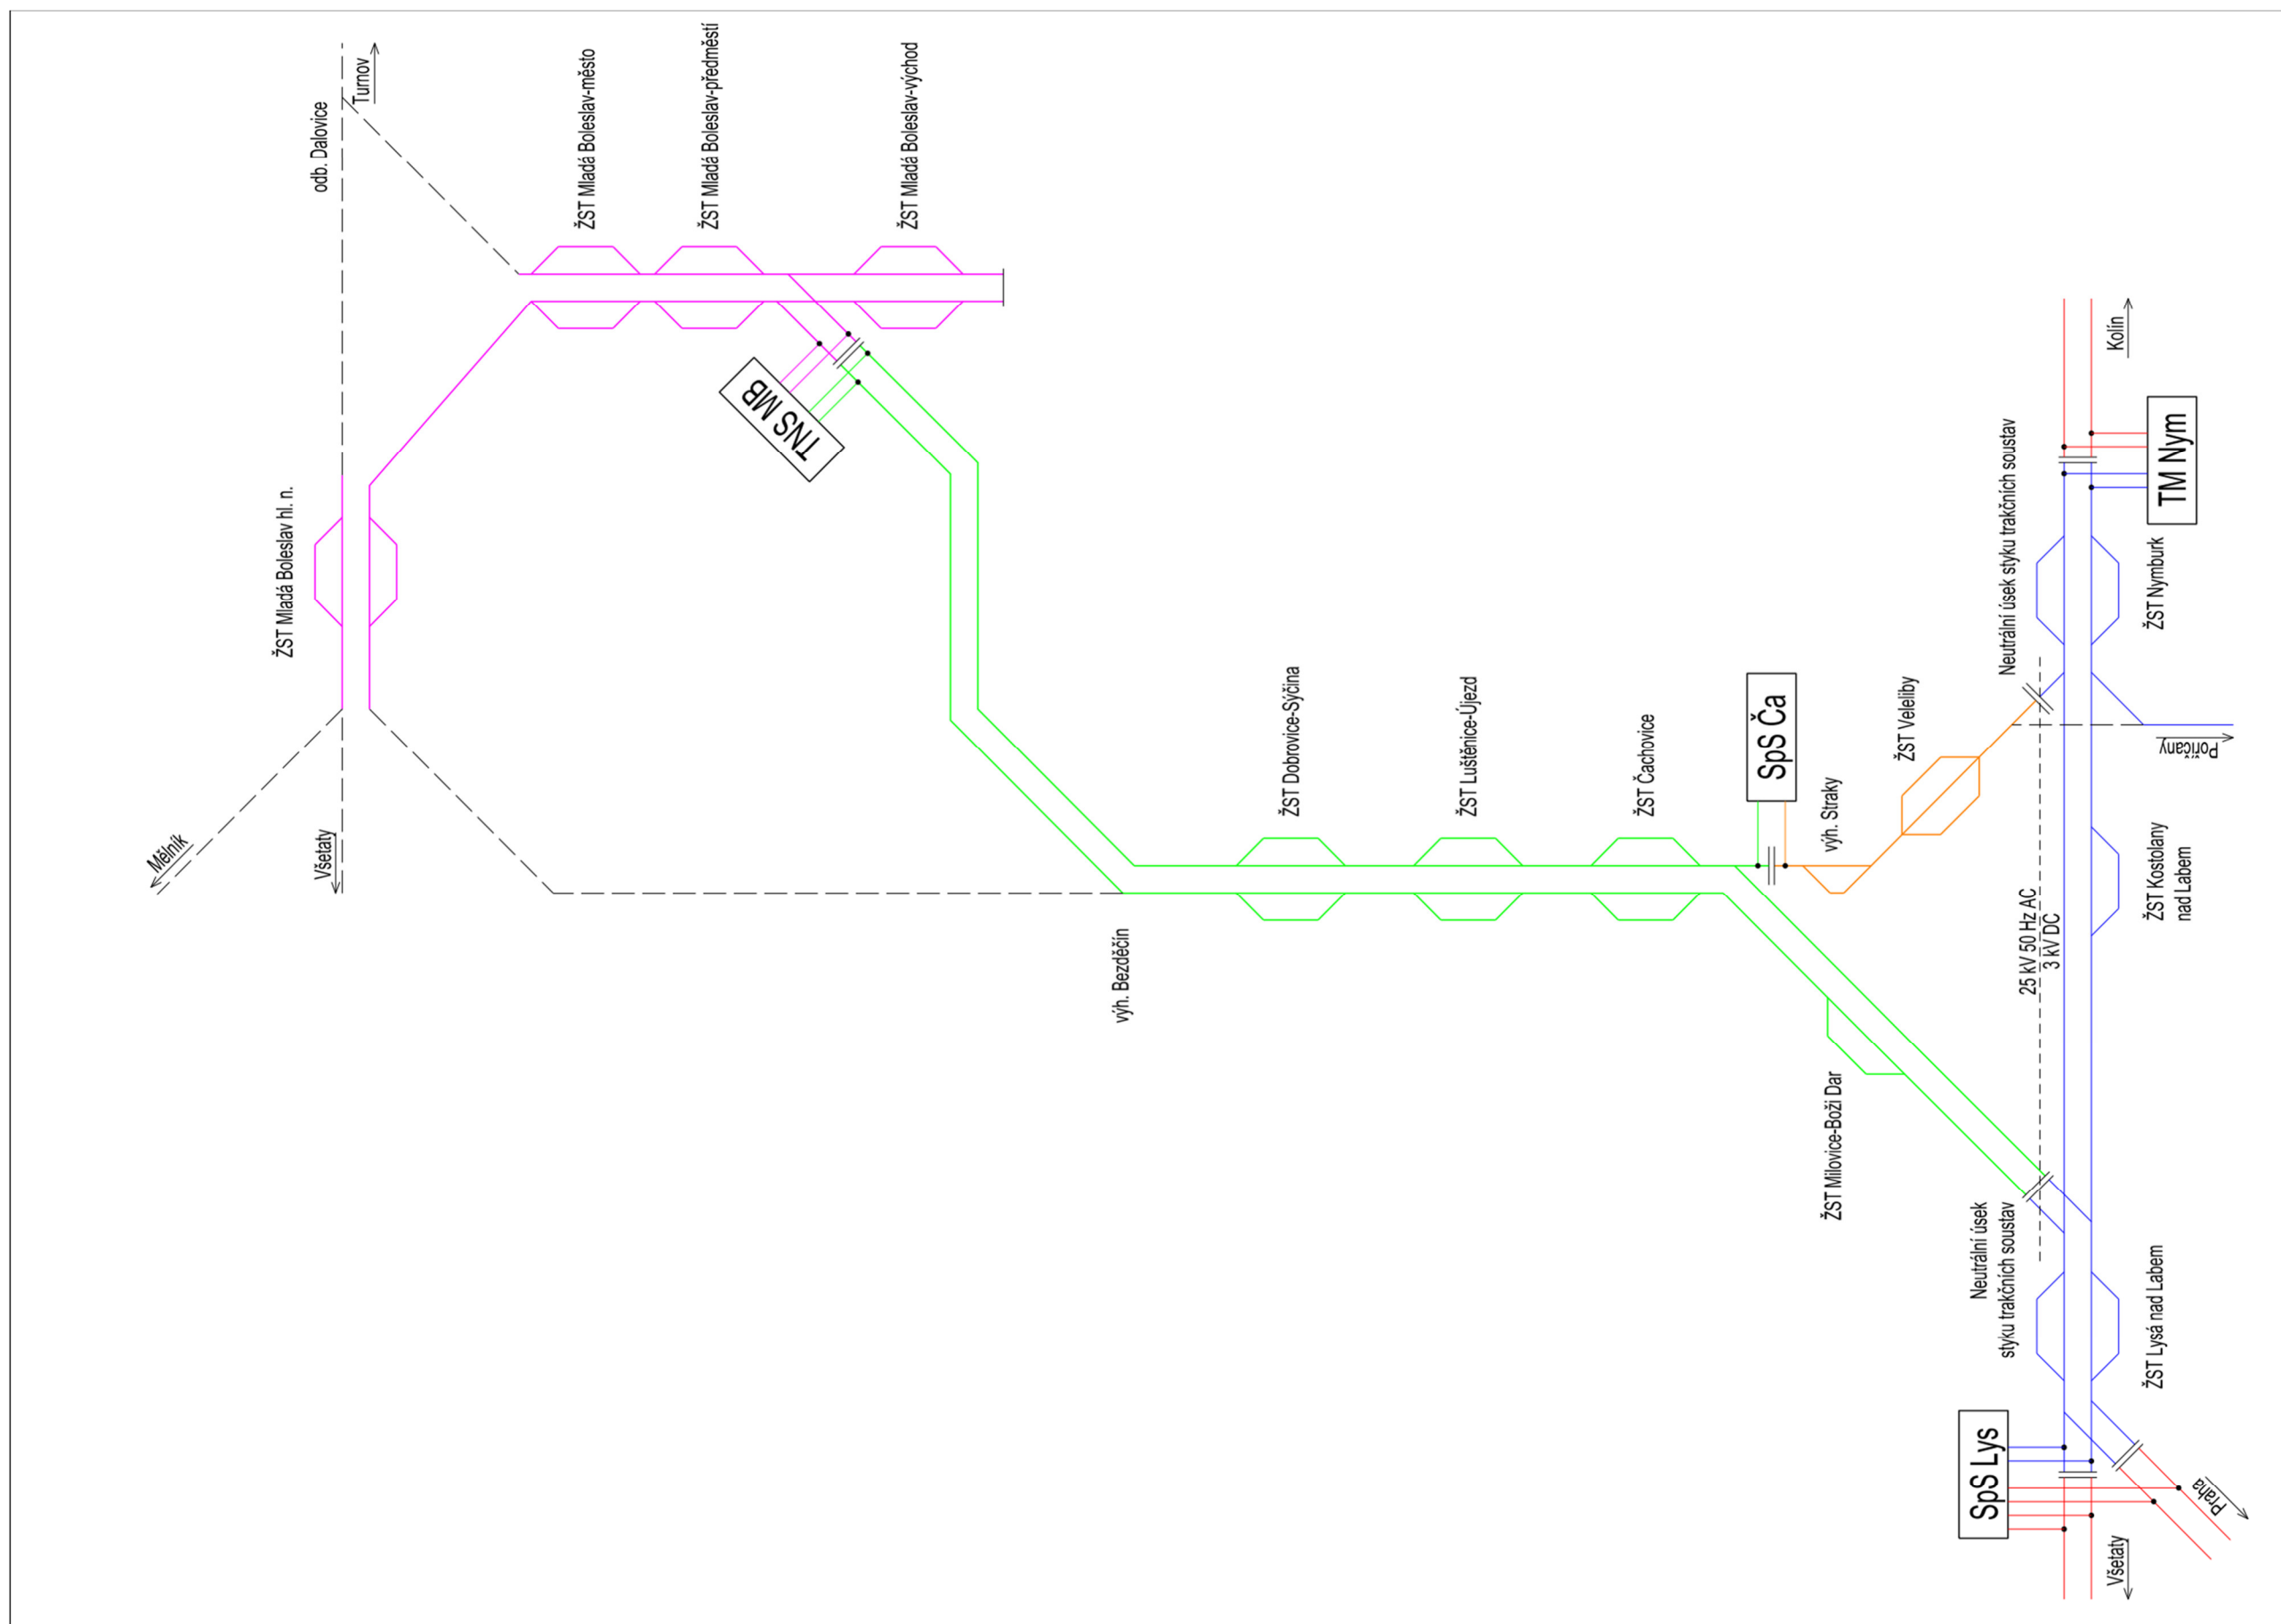 Turnov
odb. Dalovice
ŽST Mladá Boleslav-město
ŽST Mladá Boleslav-předměstí
ŽST Mladá Boleslav-východ
ŽST Mladá Boleslav hl. n.
TNS MB
Mělník
Všetaty
výh. Bezděčín
ŽST Dobrovice-Sýčina
ŽST Luštěnice-Újezd
ŽST Čachovice
SpS Ča
výh. Straky
ŽST Veleliby
Neutrální úsek styku trakčních soustav
Kolín
TM Nym
ŽST Nymburk
Poříčany
ŽST Kostolany
nad Labem
25 kV 50 Hz AC
3 kV DC
ŽST Milovice-Boží Dar
Neutrální úsek
styku trakčních soustav
ŽST Lysá nad Labem
SpS Lys
Praha
Všetaty